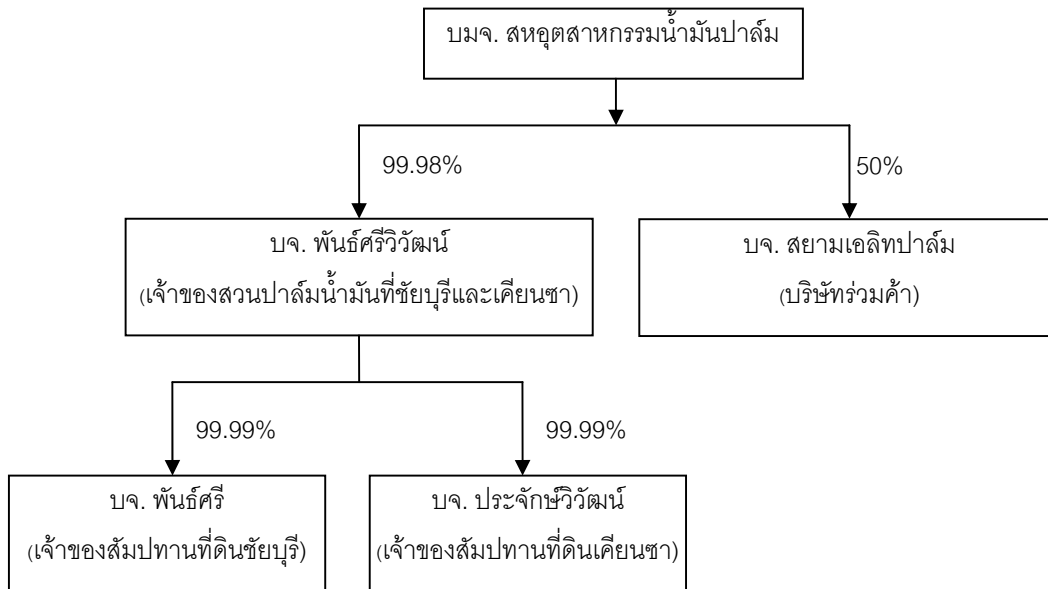 บมจ. สหอุตสาหกรรมน้ำมันปาล์ม
99.98%
50%
บจ. พันธ์ศรีวิวัฒน์
(เจ้าของสวนปาล์มน้ำมันที่ชัยบุรีและเคียนซา)
บจ. สยามเอลิทปาล์ม
(บริษัทร่วมค้า)
99.99%
99.99%
บจ. พันธ์ศรี
(เจ้าของสัมปทานที่ดินชัยบุรี)
บจ. ประจักษ์วิวัฒน์
(เจ้าของสัมปทานที่ดินเคียนซา)